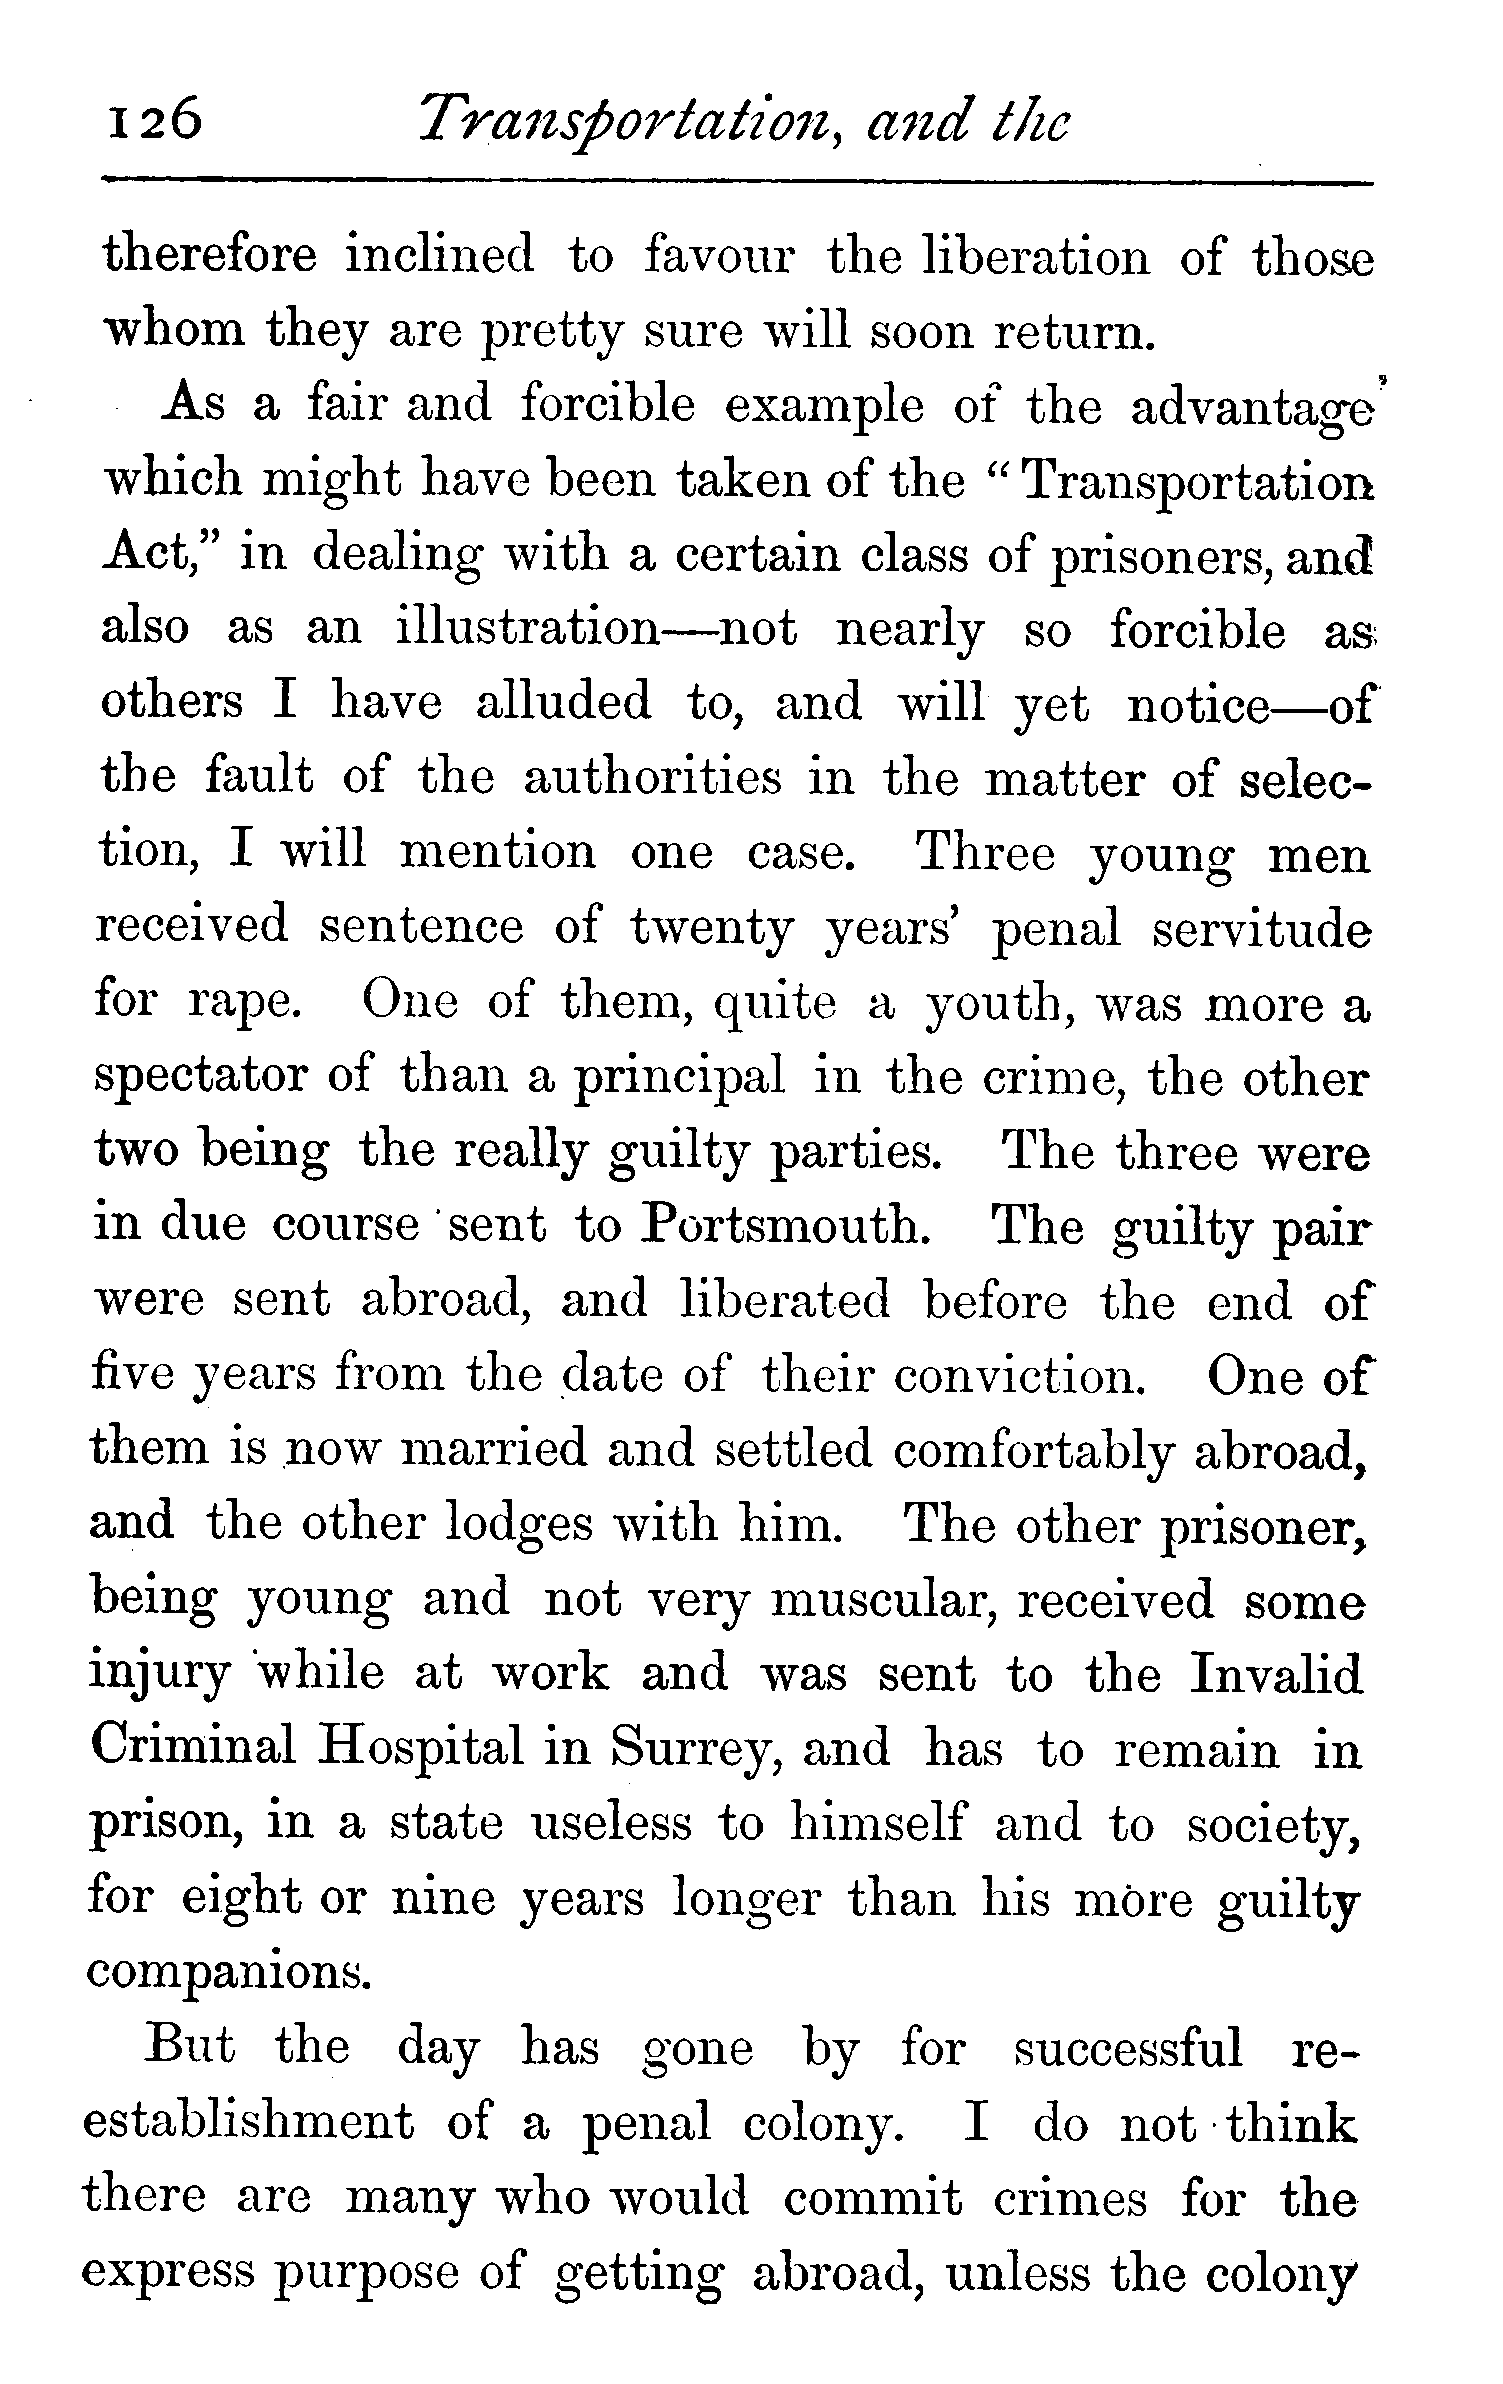 126 Transportation, and the
therefore inclined to favour the liberation of those
whom they are pretty sure will soon return.
As a fair and forcible example of the advantage
which might have been taken of the “Transportation
Act,” in dealing with a certain class of prisoners, and
also as an illustration—not nearly so forcible as
others I have alluded to, and will yet notice—of
the fault of the authorities in the matter of selec-
tion, I will mention one case. Three young men
received sentence of twenty years’ penal servitude
for rape. One of them, quite a youth, was more a
spectator of than a principal in the crime, the other
two being the really guilty parties. The three were
in due course sent to Portsmouth. The guilty pair
were sent abroad, and liberated before the end of
five years from the date of their conviction. One of
them is now married and settled comfortably abroad,
and the other lodges with him. The other prisoner,
being young and not very muscular, received some
injury while at work and was sent to the Invalid
Criminal Hospital in Surrey, and has to remain in
prison, in a state useless to himself and to society,
for eight or nine years longer than his more guilty
companions.
But the day has gone by for successful re-
establishment of a penal colony. I do not think
there are many who would commit crimes for the
express purpose of getting abroad, unless the colony